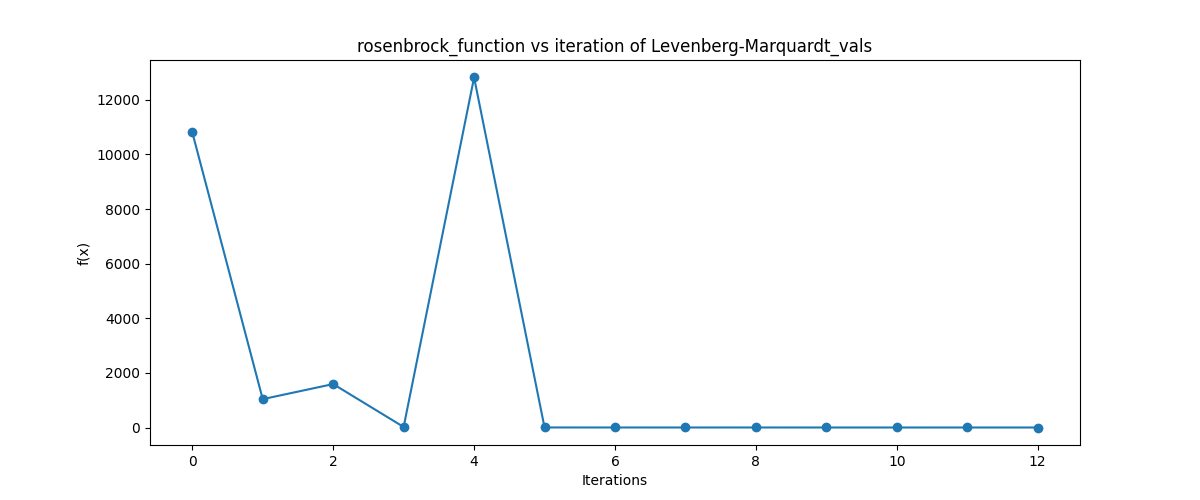 rosenbrock_function vs iteration of Levenberg-Marquardt_vals
12000
10000
8000
6000
4000
2000
0
f(x)
0 2 4 6 8 10 12
Iterations